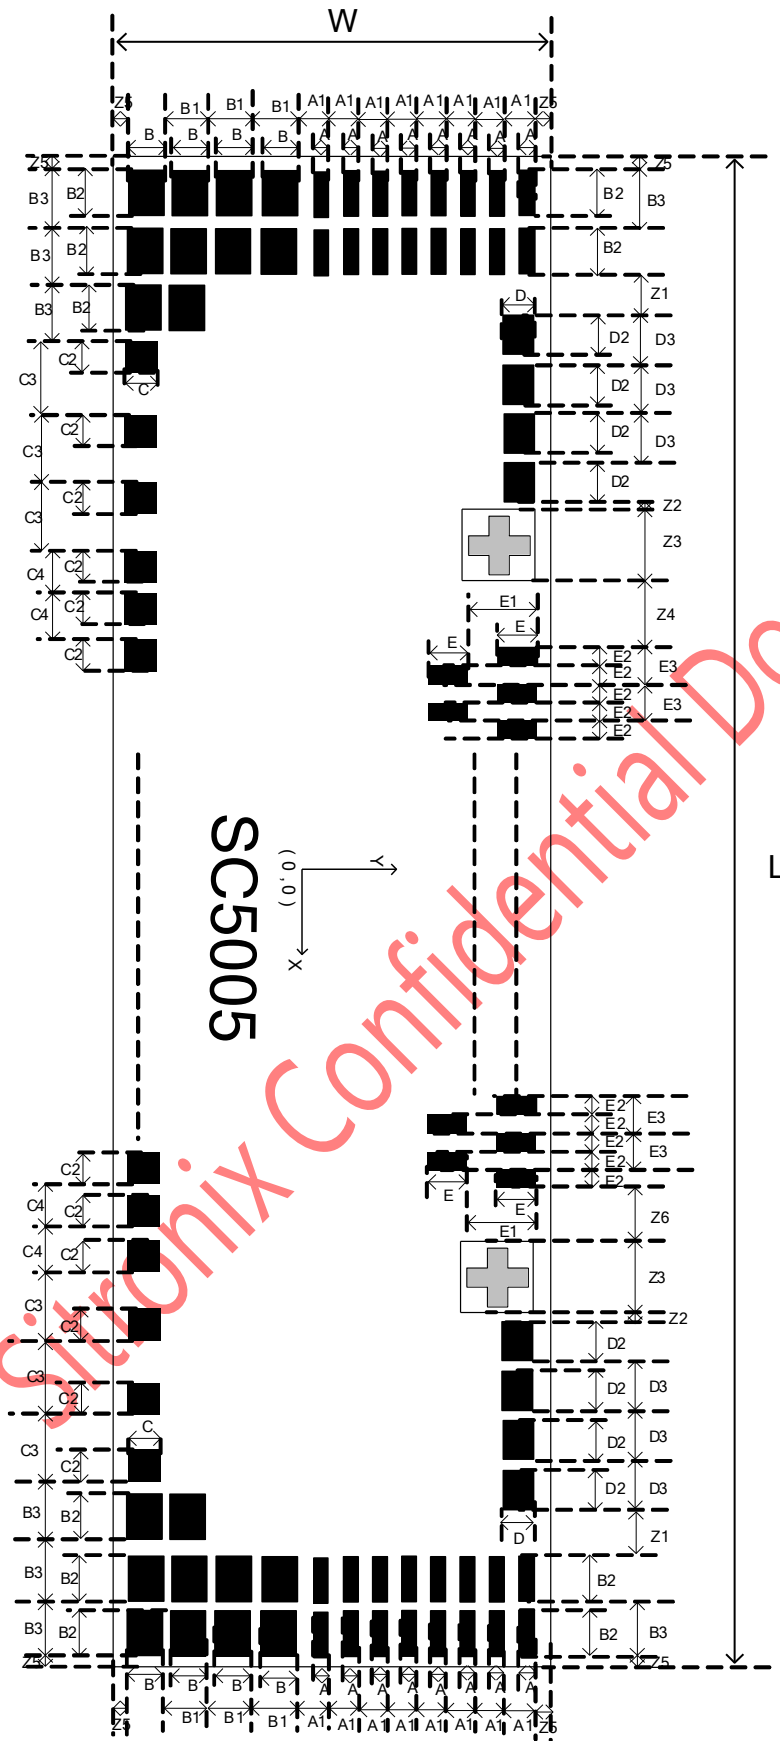 W
Z5 B1 B1 B1 A1 A1 A1 A1 A1 A1 A1 A1 Z5
B B B B A A A A A A A A
Z5 Z5
B3 B2 B2 B3
B3 B2 B2
B3 B2 D Z1
C3 C2 D2 D3
C
D2 D3
C3 C2 D2 D3
C3 C2 D2
Z2
Z3
C4 C2
C4 C2 E1 Z4
C2 E E
E2
E2 E3
E2
E2 E3
E2
L
SC5005
(0,0)
Y
X
Sitronix Confidential Do
E2
E2 E3
E2
C2 E2 E3
E2
C4 C2 E E
E1 Z6
C4 C2 Z3
C3 C2 Z2
D2
C3 C2 D2 D3
C D2 D3
C3 C2 D2 D3
B3 B2 D Z1
B3 B2 B2
B3 B2 B2 B3
Z5 Z5
B B B B A A A A A A A A
Z5 B1 B1 B1 A1 A1 A1 A1 A1 A1 A1 A1 Z5